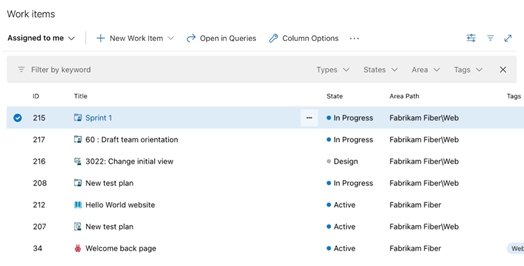 Work items
Assigned to me New Work Item Open in Queries Column Options
Filter by keyword Types States Area Tags
ID Title State Area Path Tags
215 Sprint 1 In Progress Fabrikam Fiber\Web
217 60 : Draft team orientation In Progress Fabrikam Fiber\Web
216 3022: Change initial view Design Fabrikam Fiber\Web
208 New test plan In Progress Fabrikam Fiber\Web
212 Hello World website Active Fabrikam Fiber
207 New test plan Active Fabrikam Fiber\Web
34 Welcome back page Active Fabrikam Fiber Web